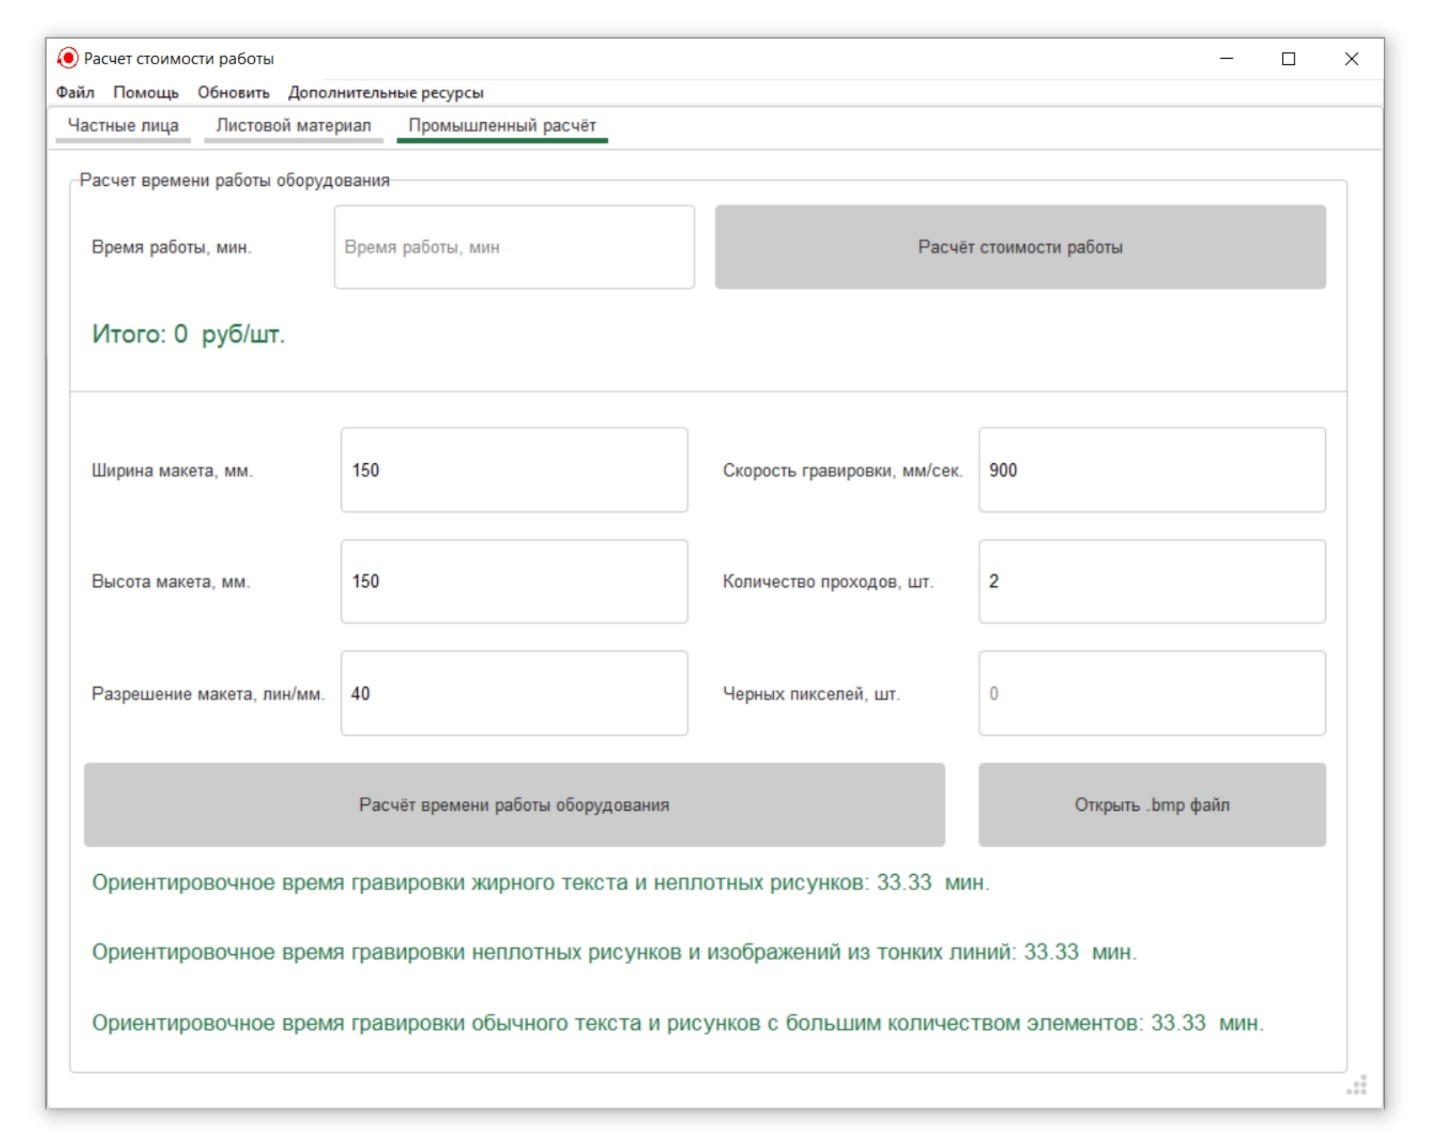 Расчет стоимости работы
Файл Помощь Обновить Дополнительные ресурсы
Частные лица Листовой материал Промышленный расчёт
Расчет времени работы оборудования
Время работы, мин. Время работы, мин Расчёт стоимости работы
Итого: 0 руб/шт.
Ширина макета, мм. 150 Скорость гравировки, мм/сек. 900
Высота макета, мм. 150 Количество проходов, шт. 2
Разрешение макета, лин/мм. 40 Черных пикселей, шт. 0
Расчёт времени работы оборудования Открыть .bmp файл
Ориентировочное время гравировки жирного текста и неплотных рисунков: 33.33 мин.
Ориентировочное время гравировки неплотных рисунков и изображений из тонких линий: 33.33 мин.
Ориентировочное время гравировки обычного текста и рисунков с большим количеством элементов: 33.33 мин.